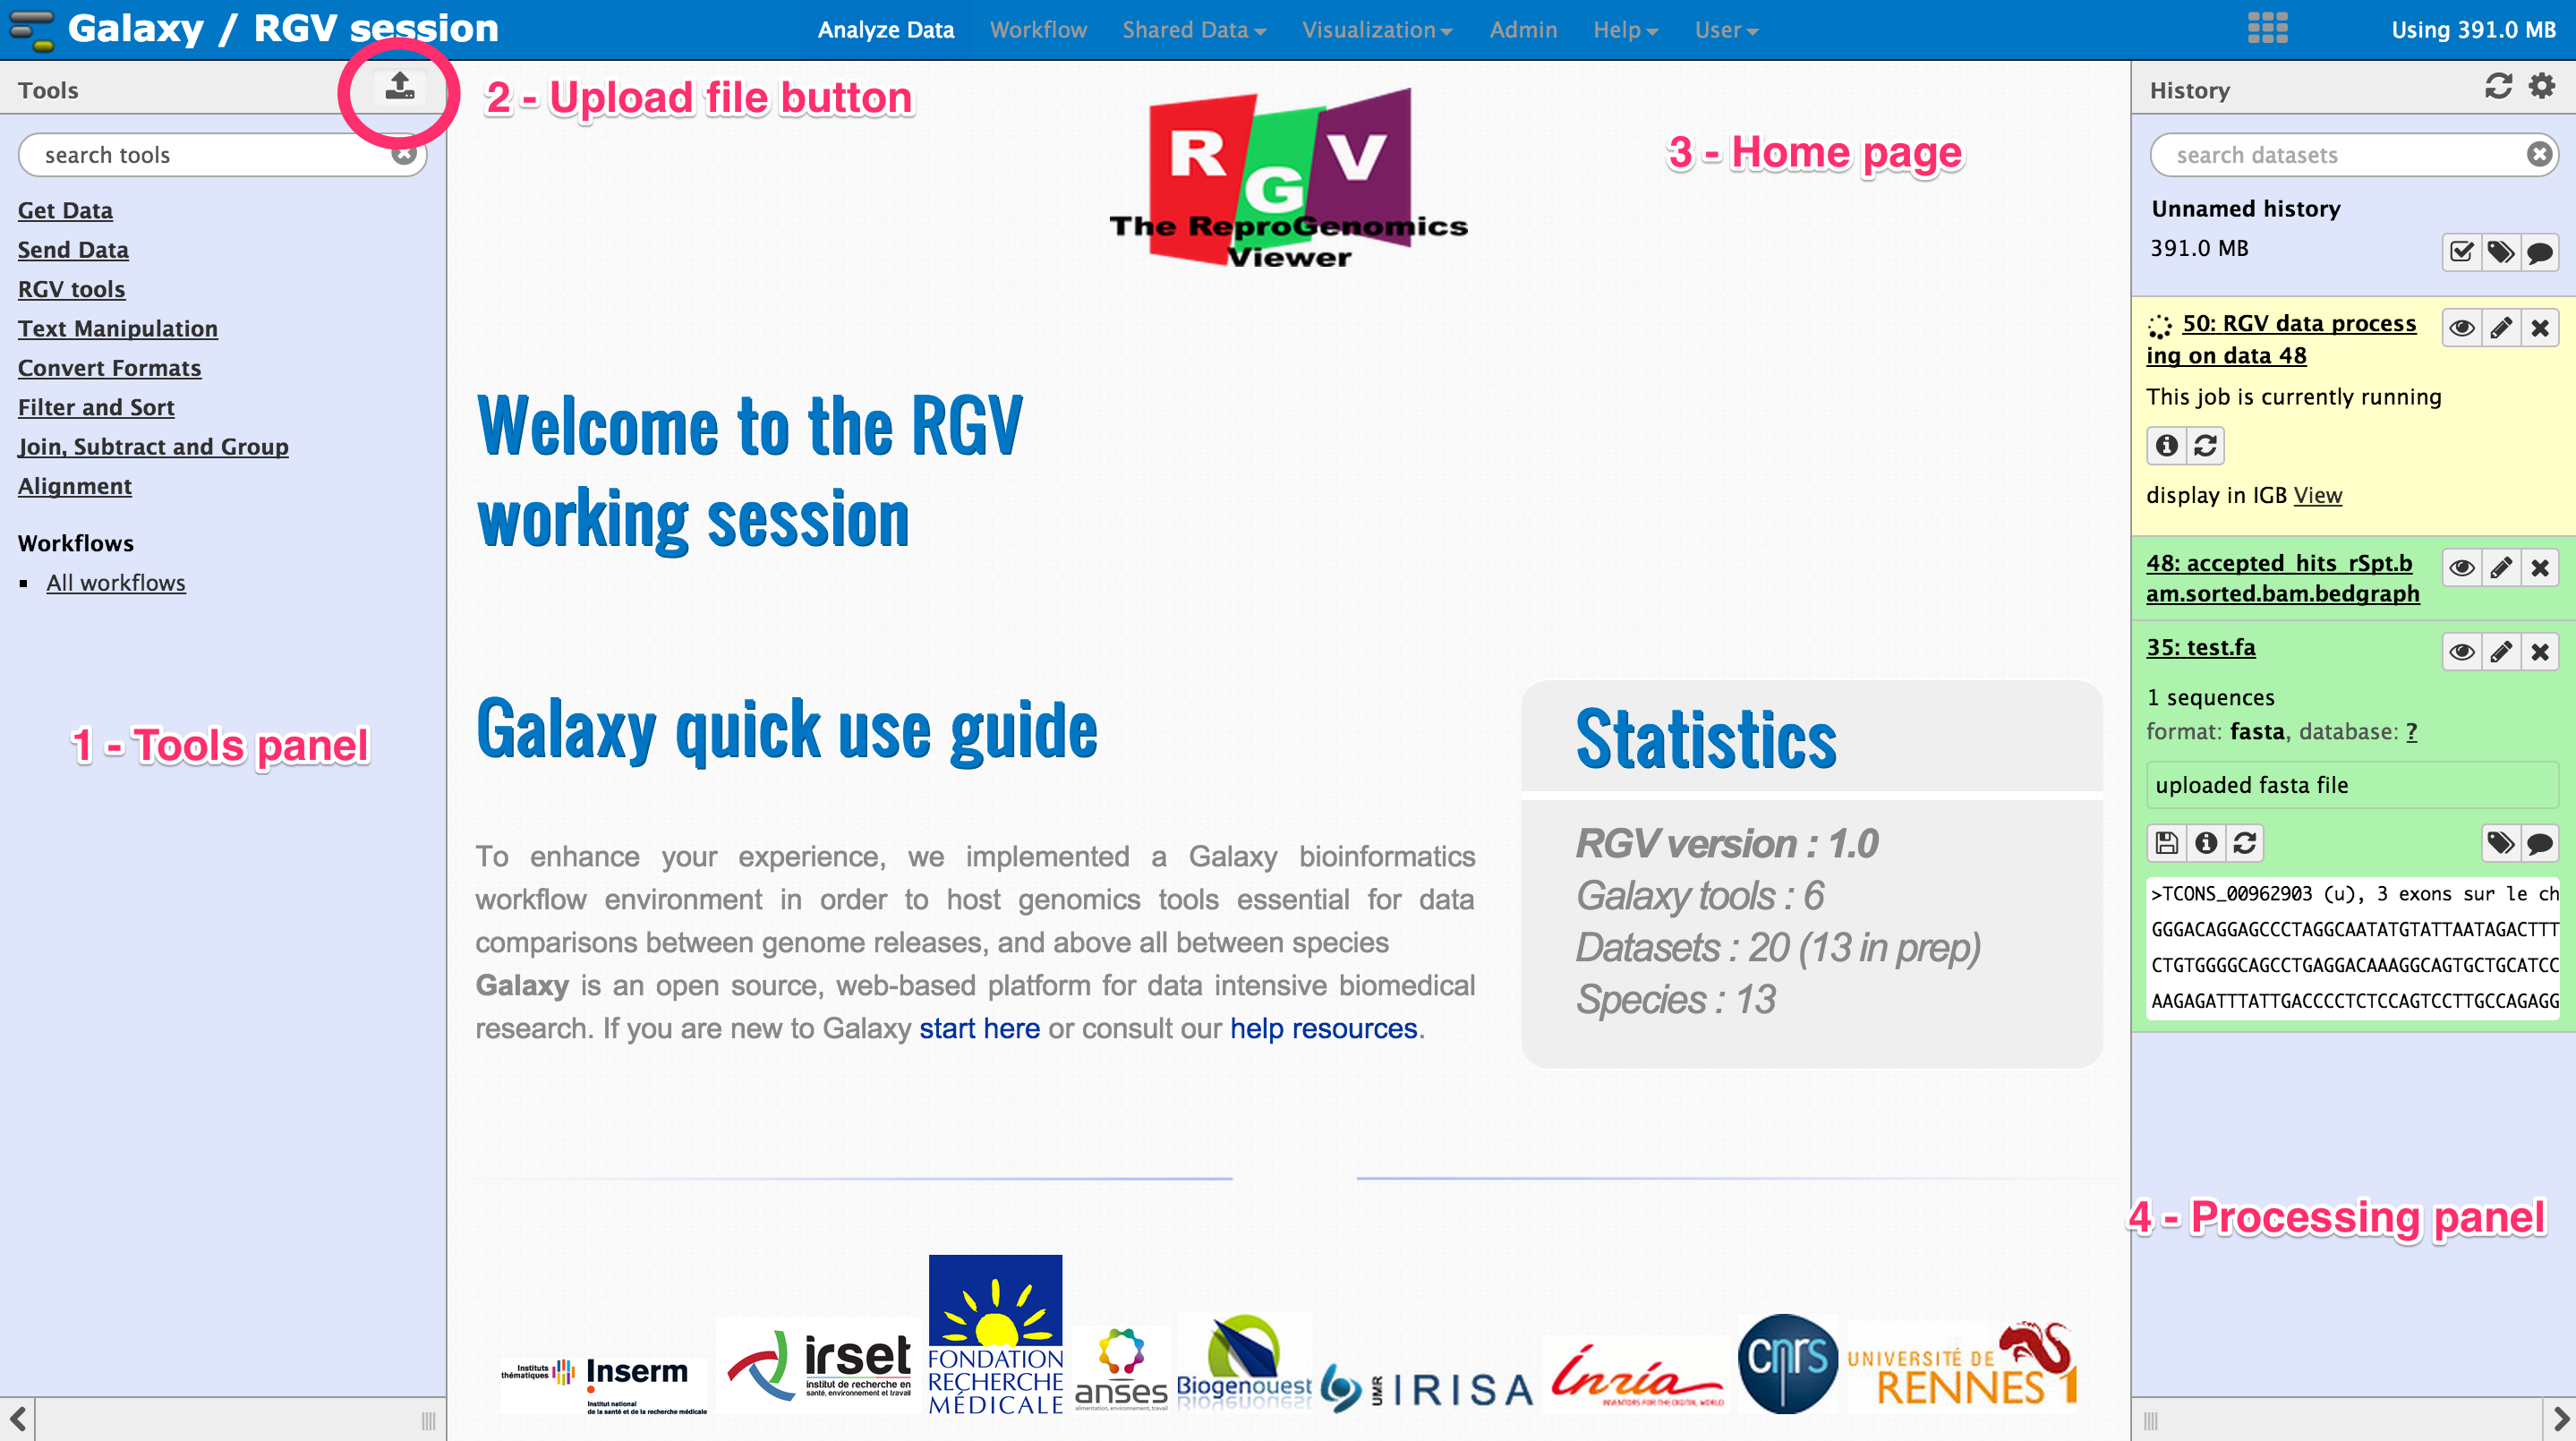 Galaxy / RGV session
Analyze Data
Workflow
Shared Data
Visualization
Admin
Help
User
Using 391.0 MB
Tools
2 - Upload file button
search tools
Get Data
Send Data
RGV tools
Text Manipulation
Convert Formats
Filter and Sort
Join, Subtract and Group
Alignment
Workflows
All workflows
1 - Tools panel
3 - Home page
R G V
The ReproGenomics
Viewer
Welcome to the RGV
working session
Galaxy quick use guide
To enhance your experience, we implemented a Galaxy bioinformatics
workflow environment in order to host genomics tools essential for data
comparisons between genome releases, and above all between species
Galaxy is an open source, web-based platform for data intensive biomedical
research. If you are new to Galaxy start here or consult our help resources.
Statistics
RGV version : 1.0
Galaxy tools : 6
Datasets : 20 (13 in prep)
Species : 13
Instituts
thématiques
Inserm
Institut national
de la santé et de la recherche médicale
irset
institut de recherche en
santé, environnement et travail
FONDATION
RECHERCHE
MÉDICALE
anses
alimentation, environnement, travail
Biogenouest
UMR
IRISA
Inria
INVENTORS FOR THE DIGITAL WORLD
cnrs
UNIVERSITÉ DE
RENNES 1
History
search datasets
Unnamed history
391.0 MB
50: RGV data process
ing on data 48
This job is currently running
display in IGB View
48: accepted_hits_rSpt.b
am.sorted.bam.bedgraph
35: test.fa
1 sequences
format: fasta, database: ?
uploaded fasta file
>TCONS_00962903 (u), 3 exons sur le ch
GGGACAGGAGCCCTAGGCAATATGTATTAATAGACTTT
CTGTGGGGCAGCCTGAGGACAAAGGCAGTGCTGCATCC
AAGAGATTTATTGACCCCTCTCCAGTCCTTGCCAGAGG
4 - Processing panel